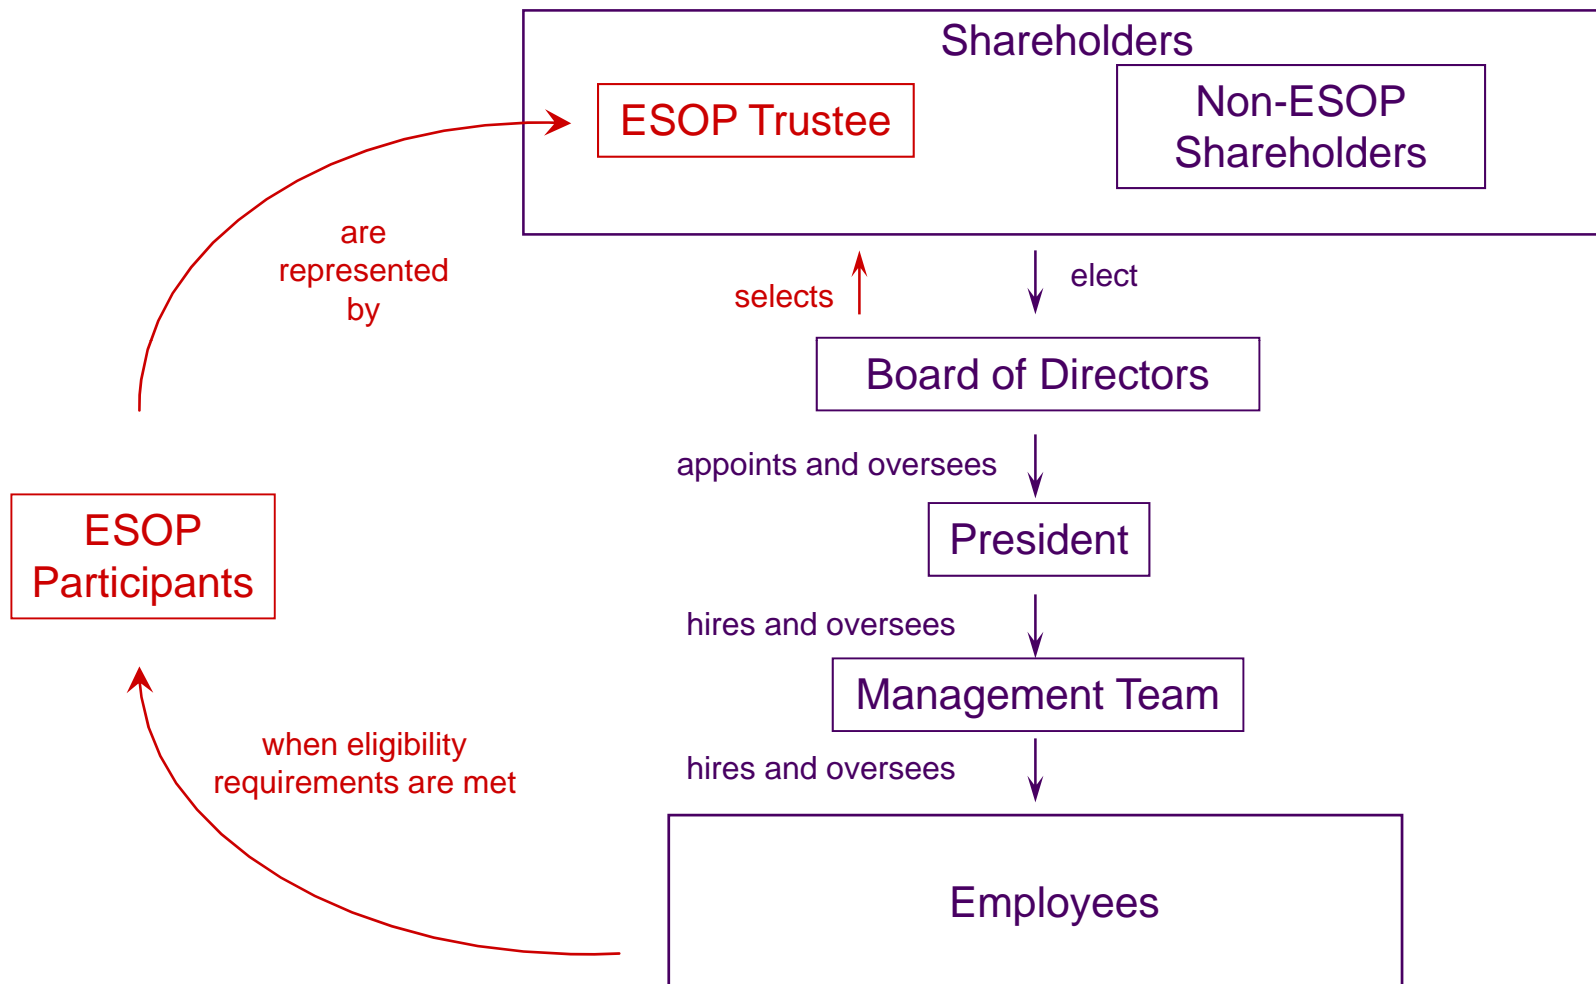 Shareholders
ESOP Trustee
Non-ESOP
Shareholders
are
represented
by
selects
elect
Board of Directors
appoints and oversees
ESOP
Participants
President
hires and oversees
Management Team
when eligibility
requirements are met
hires and oversees
Employees